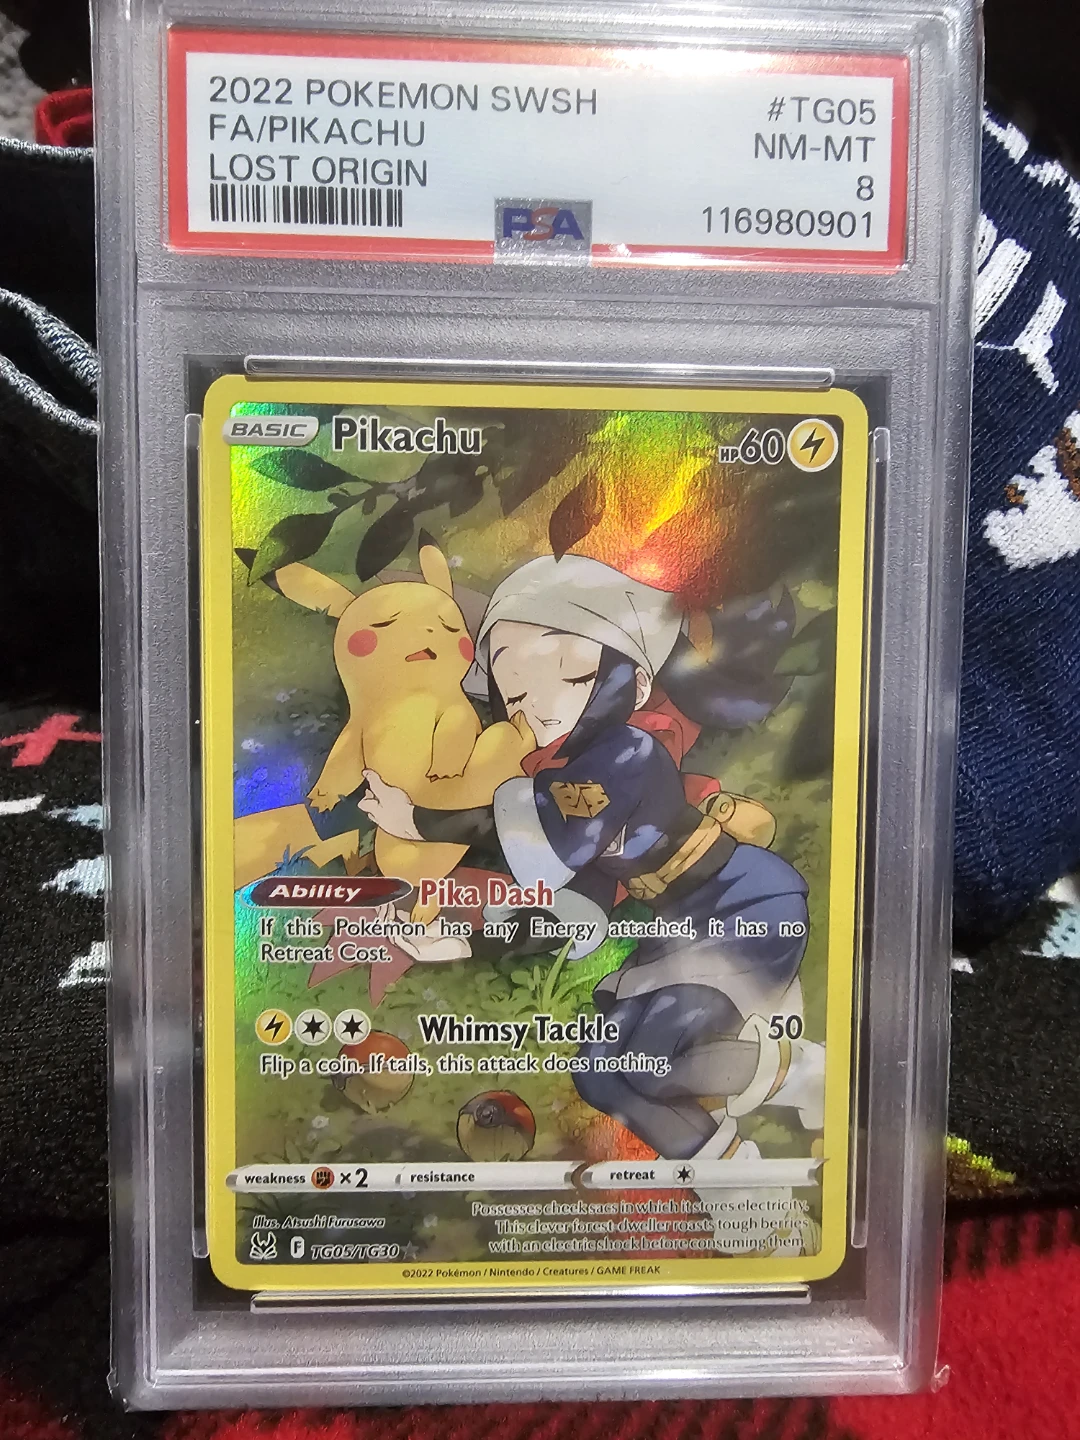 2022 POKEMON SWSH #TG05
FA/PIKACHU NM-MT
LOST ORIGIN 8
PSA 116980901
BASIC Pikachu HP60
Ability Pika Dash
If this Pokémon has any Energy attached, it has no
Retreat Cost.
Whimsy Tackle 50
Flip a coin. If tails, this attack does nothing.
weakness ×2 resistance retreat
Possesses cheek sacs in which it stores electricity.
This clever forest-dweller roasts tough berries
with an electric shock before consuming them.
Illus. Atsushi Furusawa
F TG05/TG30
©2022 Pokémon / Nintendo / Creatures / GAME FREAK